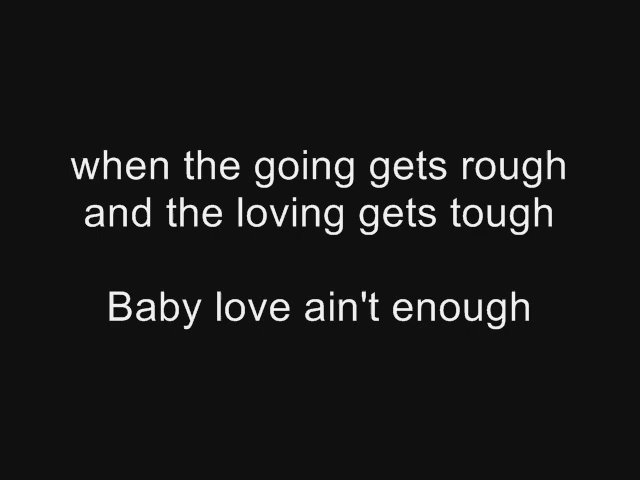 when the going gets rough
and the loving gets tough
Baby love ain't enough